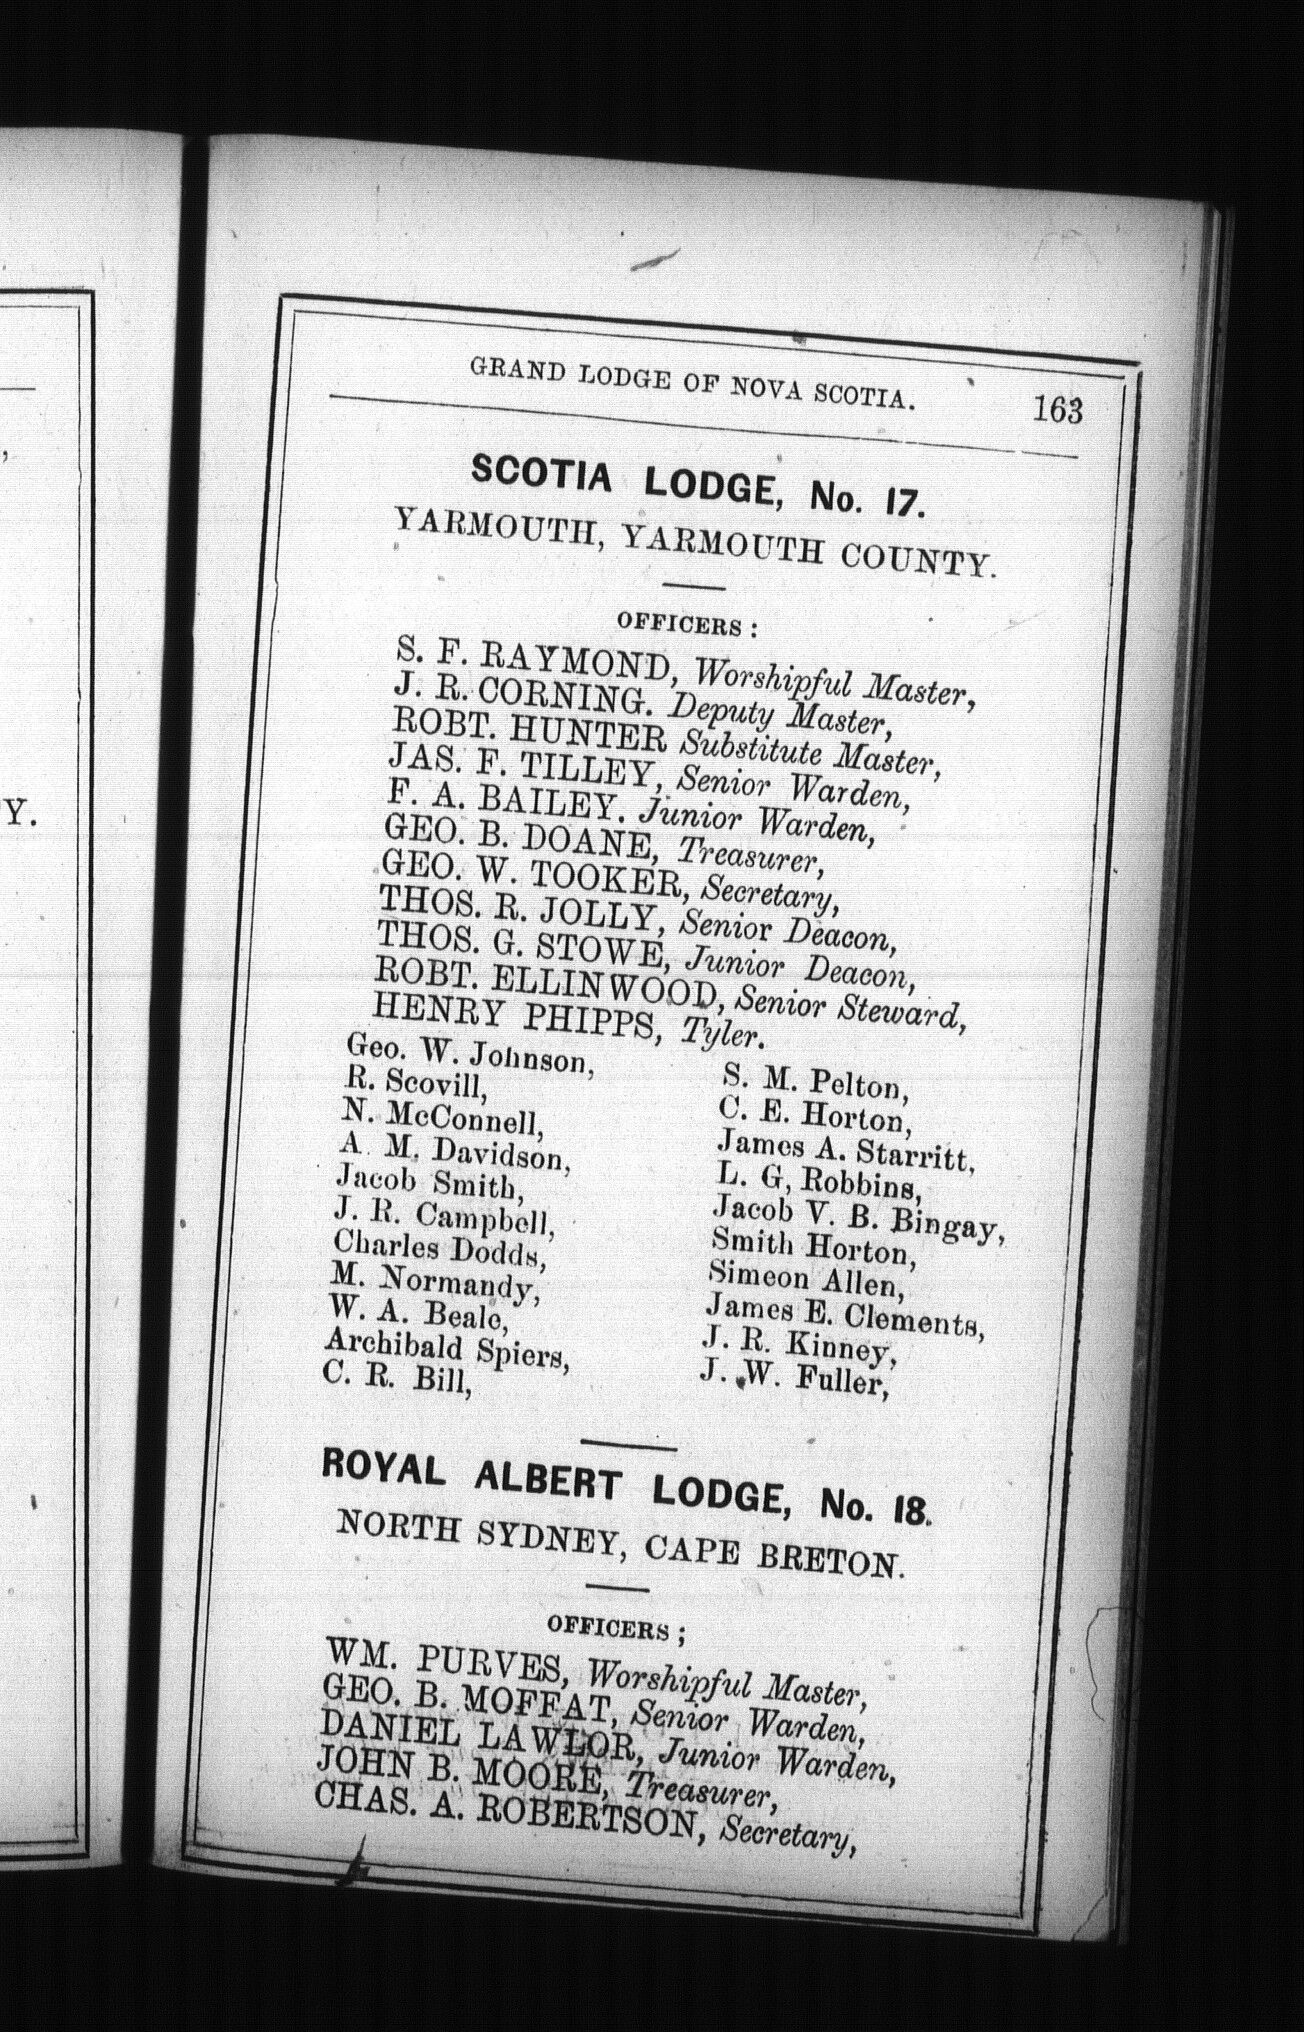 Y.
GRAND LODGE OF NOVA SCOTIA. 163
SCOTIA LODGE, No. 17.
YARMOUTH, YARMOUTH COUNTY.
OFFICERS:
S. F. RAYMOND, Worshipful Master,
J. R. CORNING. Deputy Master,
ROBT. HUNTER Substitute Master,
JAS. F. TILLEY, Senior Warden,
F. A. BAILEY. Junior Warden,
GEO. B. DOANE, Treasurer,
GEO. W. TOOKER, Secretary,
THOS. R. JOLLY, Senior Deacon,
THOS. G. STOWE, Junior Deacon,
ROBT. ELLINWOOD, Senior Steward,
HENRY PHIPPS, Tyler.
Geo. W. Johnson,
R. Scovill,
N. McConnell,
A. M. Davidson,
Jacob Smith,
J. R. Campbell,
Charles Dodds,
M. Normandy,
W. A. Beale,
Archibald Spiers,
C. R. Bill,
S. M. Pelton,
C. E. Horton,
James A. Starritt,
L. G, Robbins,
Jacob V. B. Bingay,
Smith Horton,
Simeon Allen,
James E. Clements,
J. R. Kinney,
J. W. Fuller,
ROYAL ALBERT LODGE, No. 18.
NORTH SYDNEY, CAPE BRETON.
OFFICERS;
WM. PURVES, Worshipful Master,
GEO. B. MOFFAT, Senior Warden,
DANIEL LAWLOR, Junior Warden,
JOHN B. MOORE, Treasurer,
CHAS. A. ROBERTSON, Secretary,